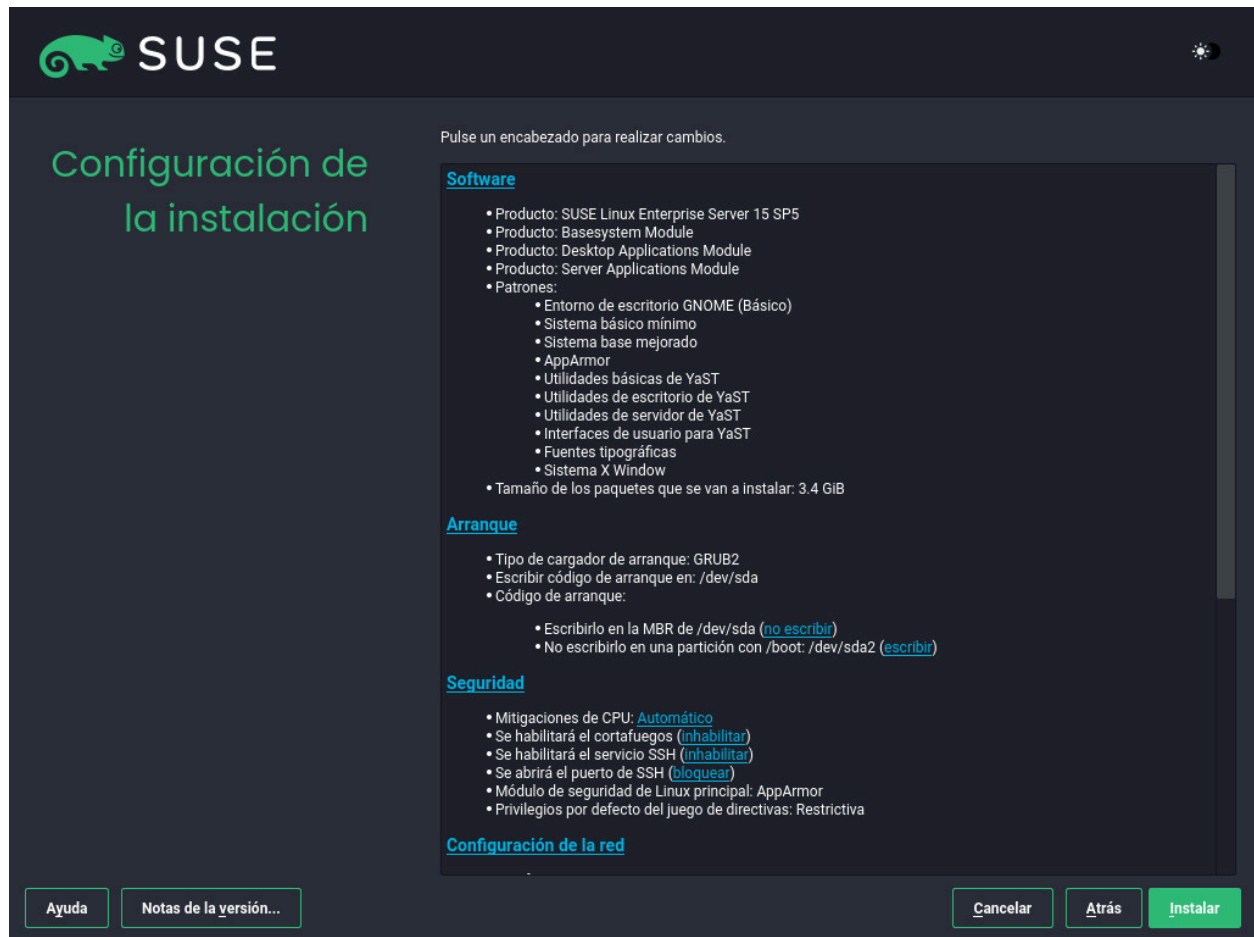 SUSE
Configuración de
la instalación
Pulse un encabezado para realizar cambios.
Software
• Producto: SUSE Linux Enterprise Server 15 SP5
• Producto: Basesystem Module
• Producto: Desktop Applications Module
• Producto: Server Applications Module
• Patrones:
• Entorno de escritorio GNOME (Básico)
• Sistema básico mínimo
• Sistema base mejorado
• AppArmor
• Utilidades básicas de YaST
• Utilidades de escritorio de YaST
• Utilidades de servidor de YaST
• Interfaces de usuario para YaST
• Fuentes tipográficas
• Sistema X Window
• Tamaño de los paquetes que se van a instalar: 3.4 GiB
Arranque
• Tipo de cargador de arranque: GRUB2
• Escribir código de arranque en: /dev/sda
• Código de arranque:
• Escribirlo en la MBR de /dev/sda (no escribir)
• No escribirlo en una partición con /boot: /dev/sda2 (escribir)
Seguridad
• Mitigaciones de CPU: Automático
• Se habilitará el cortafuegos (inhabilitar)
• Se habilitará el servicio SSH (inhabilitar)
• Se abrirá el puerto de SSH (bloquear)
• Módulo de seguridad de Linux principal: AppArmor
• Privilegios por defecto del juego de directivas: Restrictiva
Configuración de la red
Ayuda
Notas de la versión...
Cancelar
Atrás
Instalar